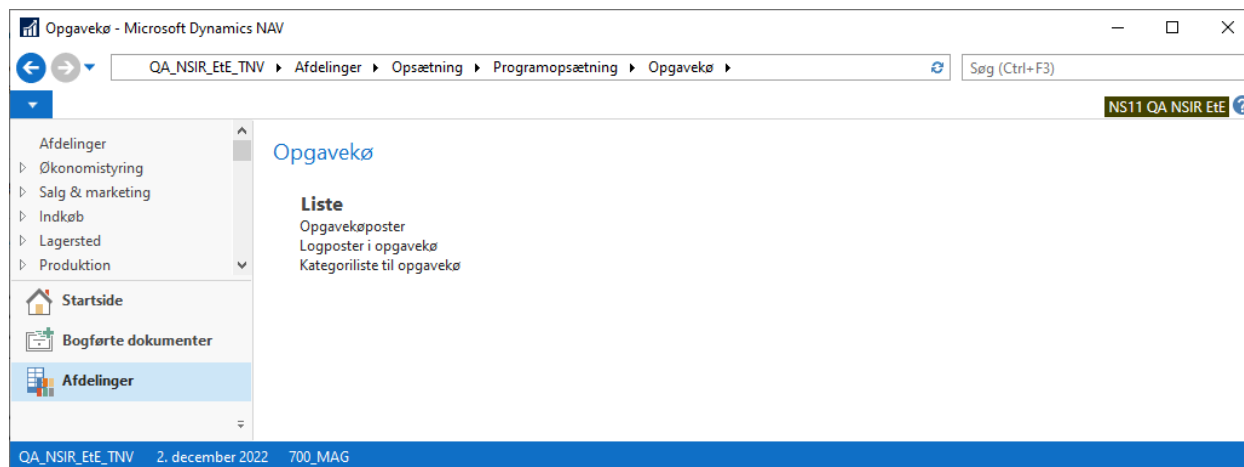 Opgavekø - Microsoft Dynamics NAV
QA_NSIR_EtE_TNV Afdelinger Opsætning Programopsætning Opgavekø
Søg (Ctrl+F3)
NS11 QA NSIR EtE ?
Afdelinger
Økonomistyring
Salg & marketing
Indkøb
Lagersted
Produktion
Startside
Bogførte dokumenter
Afdelinger
Opgavekø
Liste
Opgavekøposter
Logposter i opgavekø
Kategoriliste til opgavekø
QA_NSIR_EtE_TNV 2. december 2022 700_MAG